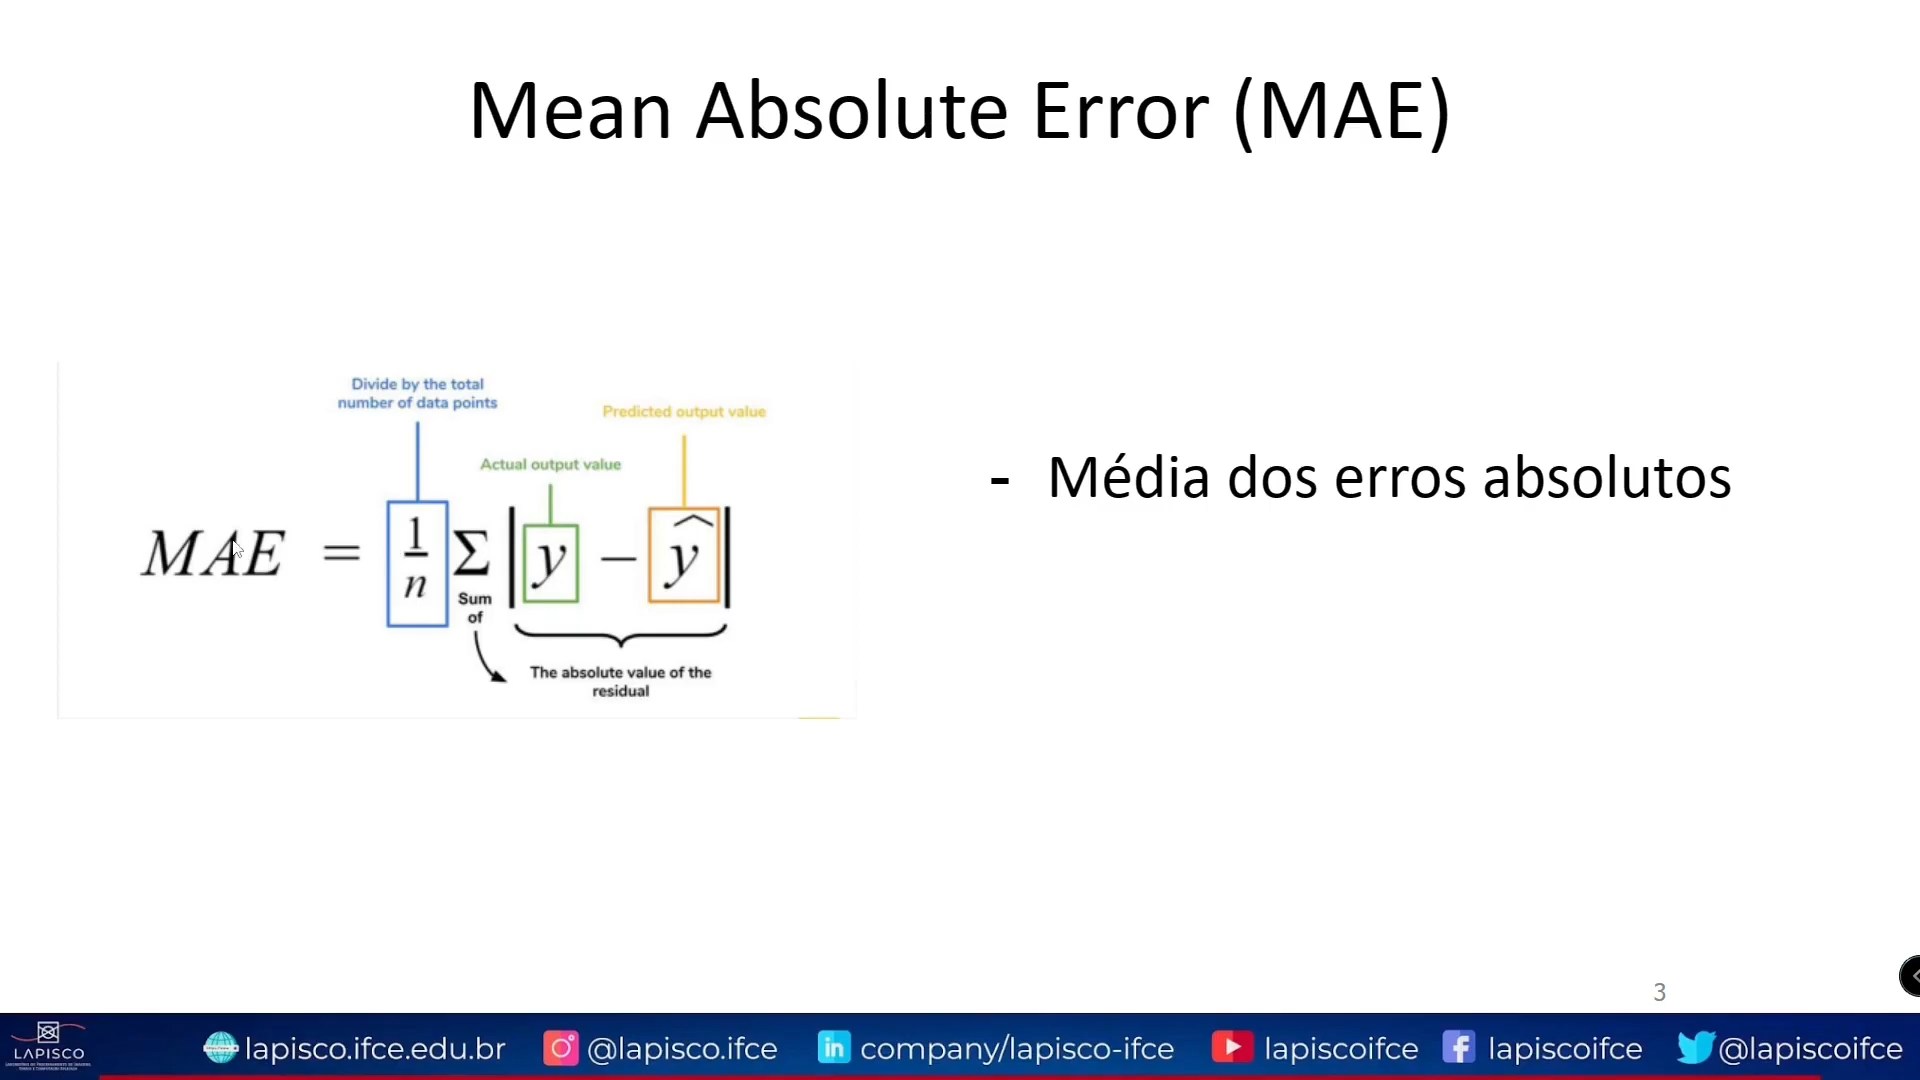 Mean Absolute Error (MAE)
Divide by the total
number of data points
Predicted output value
Actual output value
MAE = 1/n Σ |y − ŷ|
Sum
of
The absolute value of the
residual
- Média dos erros absolutos
3
LAPISCO
lapisco.ifce.edu.br
@lapisco.ifce
in company/lapisco-ifce
lapiscoifce
f lapiscoifce
@lapiscoifce